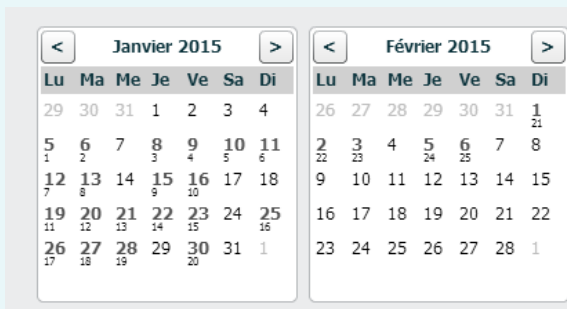 < Janvier 2015 >
Lu Ma Me Je Ve Sa Di
29 30 31 1 2 3 4
5 6 7 8 9 10 11
1 2 3 4 5 6
12 13 14 15 16 17 18
7 8 9 10
19 20 21 22 23 24 25
11 12 13 14 15 16
26 27 28 29 30 31 1
17 18 19 20
< Février 2015 >
Lu Ma Me Je Ve Sa Di
26 27 28 29 30 31 1
21
2 3 4 5 6 7 8
22 23 24 25
9 10 11 12 13 14 15
16 17 18 19 20 21 22
23 24 25 26 27 28 1